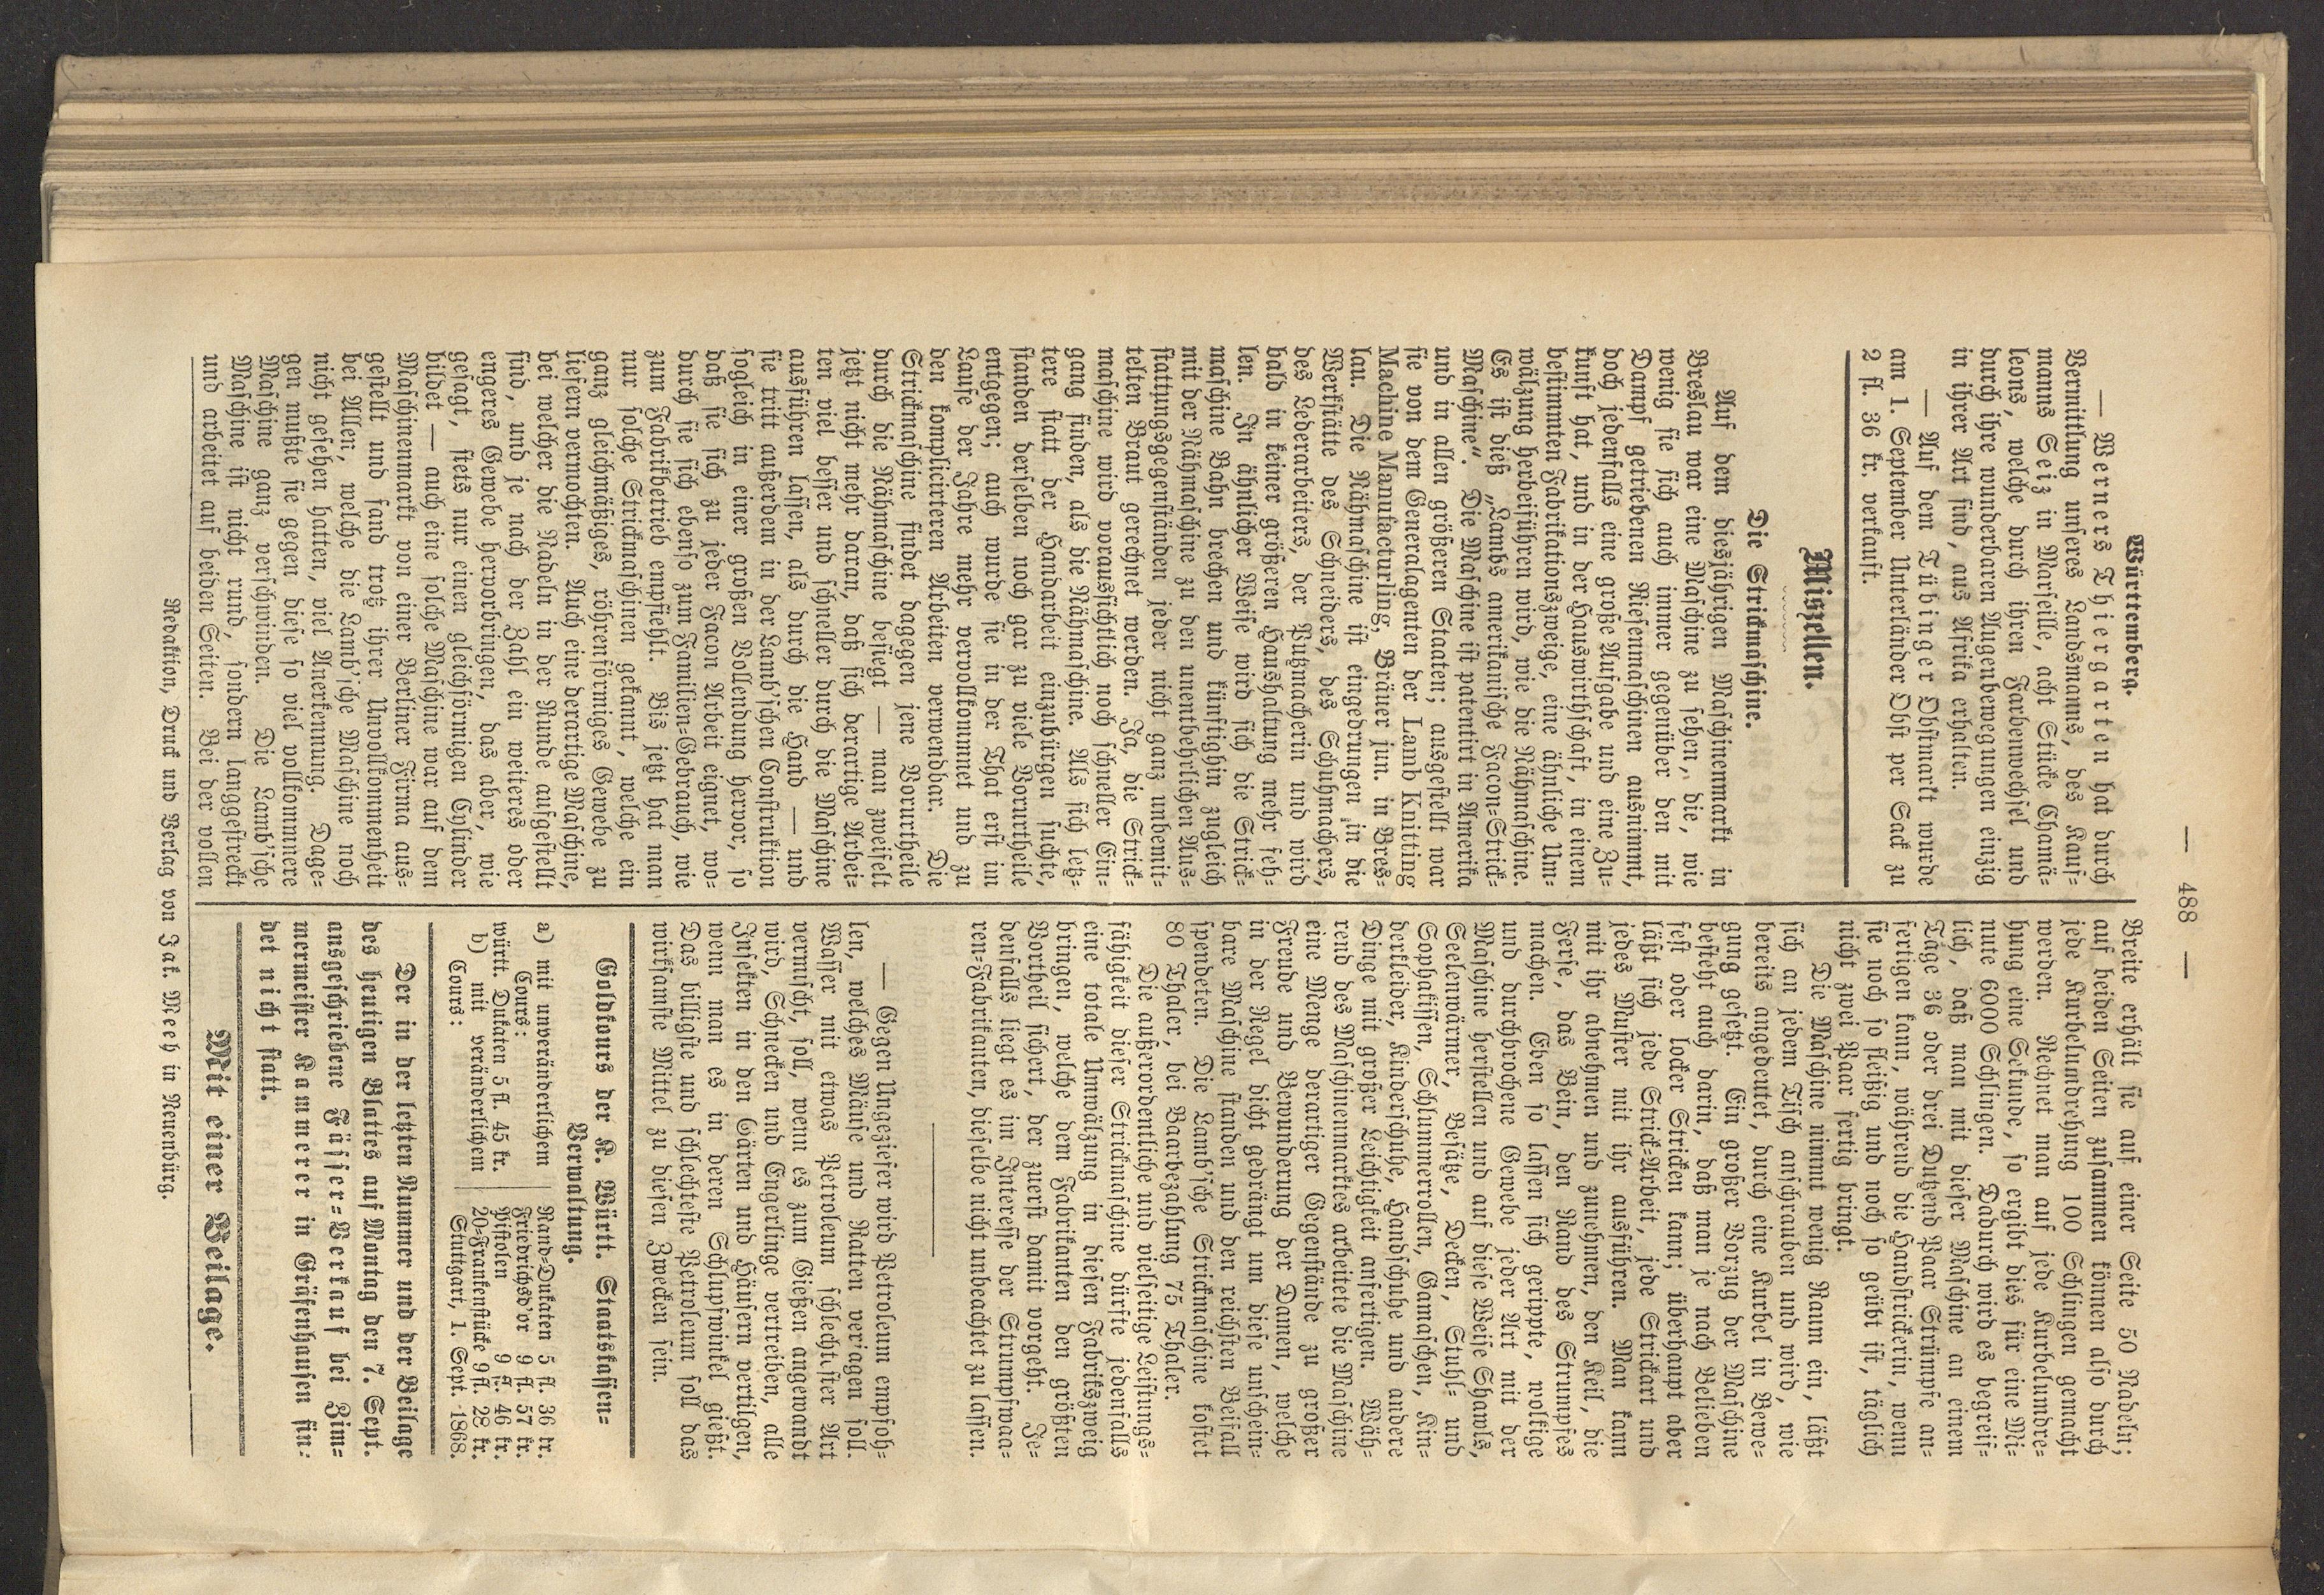 — 488 —
Württemberg.
— Werners Thiergarten hat durch
Vermittlung unseres Landsmanns, des Kauf-
manns Seiz in Marseille, acht Stücke Chamä-
leons, welche durch ihren Farbenwechsel und
durch ihre wunderbaren Augenbewegungen einzig
in ihrer Art sind, aus Afrika erhalten.
— Auf dem Tübinger Obstmarkt wurde
am 1. September Unterländer Obst per Sack zu
2 fl. 36 kr. verkauft.
Miszellen.
Die Strickmaschine.
Auf dem diesjährigen Maschinenmarkt in
Breslau war eine Maschine zu sehen, die, wie
wenig sie sich auch immer gegenüber den mit
Dampf getriebenen Riesenmaschinen ausnimmt,
doch jedenfalls eine große Aufgabe und eine Zu-
kunft hat, und in der Hauswirthschaft, in einem
bestimmten Fabrikationszweige, eine ähnliche Um-
wälzung herbeiführen wird, wie die Nähmaschine.
Es ist dieß „Lambs amerikanische Facon-Strick-
Maschine“. Die Maschine ist patentirt in Amerika
und in allen größeren Staaten; ausgestellt war
sie von dem Generalagenten der Lamb Knitting
Machine Manufacturling, Bräuer jun. in Bres-
lau. Die Nähmaschine ist eingedrungen in die
Werkstätte des Schneiders, des Schuhmachers,
des Lederarbeiters, der Putzmacherin und wird
bald in keiner größeren Haushaltung mehr feh-
len. In ähnlicher Weise wird sich die Strick-
maschine Bahn brechen und künftighin zugleich
mit der Nähmaschine zu den unentbehrlichen Aus-
stattungsgegenständen jeder nicht ganz unbemit-
telten Braut gerechnet werden. Ja, die Strick-
maschine wird voraussichtlich noch schneller Ein-
gang finden, als die Nähmaschine. Als sich letz-
tere statt der Handarbeit einzubürgen suchte,
standen derselben noch gar zu viele Vorurtheile
entgegen; auch wurde sie in der That erst im
Laufe der Jahre mehr vervollkommnet und zu
den komplicirteren Arbeiten verwendbar. Die
Strickmaschine findet dagegen jene Vorurtheile
durch die Nähmaschine besiegt — man zweifelt
jetzt nicht mehr daran, daß sich derartige Arbei-
ten viel besser und schneller durch die Maschine
ausführen lassen, als durch die Hand — und
sie tritt außerdem in der Lamb'schen Construktion
sogleich in einer großen Vollendung hervor, so
daß sie sich zu jeder Facon Arbeit eignet, wo-
durch sie sich ebenso zum Familien-Gebrauch, wie
zum Fabrikbetrieb empfiehlt. Bis jetzt hat man
nur solche Strickmaschinen gekannt, welche ein
ganz gleichmäßiges, röhrenförmiges Gewebe zu
liefern vermochten. Auch eine derartige Maschine,
bei welcher die Nadeln in der Runde aufgestellt
sind, und je nach der Zahl ein weiteres oder
engeres Gewebe hervorbringen, das aber, wie
gesagt, stets nur einen gleichförmigen Cylinder
bildet — auch eine solche Maschine war auf dem
Maschinenmarkt von einer Berliner Firma aus-
gestellt und fand trotz ihrer Unvollkommenheit
bei Allen, welche die Lamb'sche Maschine noch
nicht gesehen hatten, viel Anerkennung. Dage-
gen mußte sie gegen diese so viel vollkommnere
Maschine ganz verschwinden. Die Lamb'sche
Maschine ist nicht rund, sondern langgestreckt
und arbeitet auf beiden Seiten. Bei der vollen
Breite erhält sie auf einer Seite 50 Nadeln;
auf beiden Seiten zusammen können also durch
jede Kurbelumdrehung 100 Schlingen gemacht
werden. Rechnet man auf jede Kurbelumdre-
hung eine Sekunde, so ergibt dies für eine Mi-
nute 6000 Schlingen. Dadurch wird es begreif-
lich, daß man mit dieser Maschine an einem
Tage 36 oder drei Dutzend Paar Strümpfe an-
fertigen kann, während die Handstrickerin, wenn
sie noch so fleißig und noch so geübt ist, täglich
nicht zwei Paar fertig bringt.
Die Maschine nimmt wenig Raum ein, läßt
sich an jedem Tisch anschrauben und wird, wie
bereits angedeutet, durch eine Kurbel in Bewe-
gung gesetzt. Ein großer Vorzug der Maschine
besteht auch darin, daß man je nach Belieben
fest oder locker Stricken kann; überhaupt aber
läßt sich jede Strick-Arbeit, jede Strickart und
jedes Muster mit ihr ausführen. Man kann
mit ihr abnehmen und zunehmen, den Keil, die
Ferse, das Bein, den Rand des Strumpfes
machen. Eben so lassen sich gerippte, wolkige
und durchbrochene Gewebe jeder Art mit der
Maschine herstellen und auf diese Weise Shawls,
Seelenwärmer, Besätze, Decken, Stuhl- und
Sophakissen, Schlummerrollen, Gamaschen, Kin-
derkleider, Kinderschuhe, Handschuhe und andere
Dinge mit großer Leichtigkeit anfertigen. Wäh-
rend des Maschinenmarktes arbeitete die Maschine
eine Menge derartiger Gegenstände zu großer
Freude und Bewunderung der Damen, welche
in der Regel dicht gedrängt um diese unschein-
bare Maschine standen und den reichsten Beifall
spendeten. Die Lamb'sche Strickmaschine kostet
80 Thaler, bei Baarbezahlung 75 Thaler.
Die außerordentliche und vielseitige Leistungs-
fähigkeit dieser Strickmaschine dürfte jedenfalls
eine totale Umwälzung in diesen Fabrikszweig
bringen, welche dem Fabrikanten den größten
Vortheil sichert, der zuerst damit vorgeht. Je-
denfalls liegt es im Interesse der Strumpfwaa-
ren-Fabrikanten, dieselbe nicht unbeachtet zu lassen.
— Gegen Ungeziefer wird Petroleum empfoh-
len, welches Mäuse und Ratten verjagen soll.
Wasser mit etwas Petroleum schlechtester Art
vermischt, soll, wenn es zum Gießen angewandt
wird, Schnecken und Engerlinge vertreiben, alle
Insekten in den Gärten und Häusern vertilgen,
wenn man es in deren Schlupfwinkel gießt.
Das billigste und schlechteste Petroleum soll das
wirksamste Mittel zu diesen Zwecken sein.
Goldkours der K. Württ. Staatskassen-
Verwaltung.
a) mit unveränderlichem
Cours:
württ. Dukaten 5 fl. 45 kr.
b) mit veränderlichem
Cours:
Rand-Dukaten 5 fl. 36 kr.
Friedrichsd'or 9 fl. 57 kr.
Pistolen 9 fl. 46 kr.
20-Frankenstücke 9 fl. 28 kr.
Stuttgart, 1. Sept. 1868.
Der in der letzten Nummer und der Beilage
des heutigen Blattes auf Montag den 7. Sept.
ausgeschriebene Fässer-Verkauf bei Zim-
mermeister Kammerer in Gräfenhausen fin-
det nicht statt.
Mit einer Beilage.
Redaktion, Druck und Verlag von Jak. Meeh in Neuenbürg.